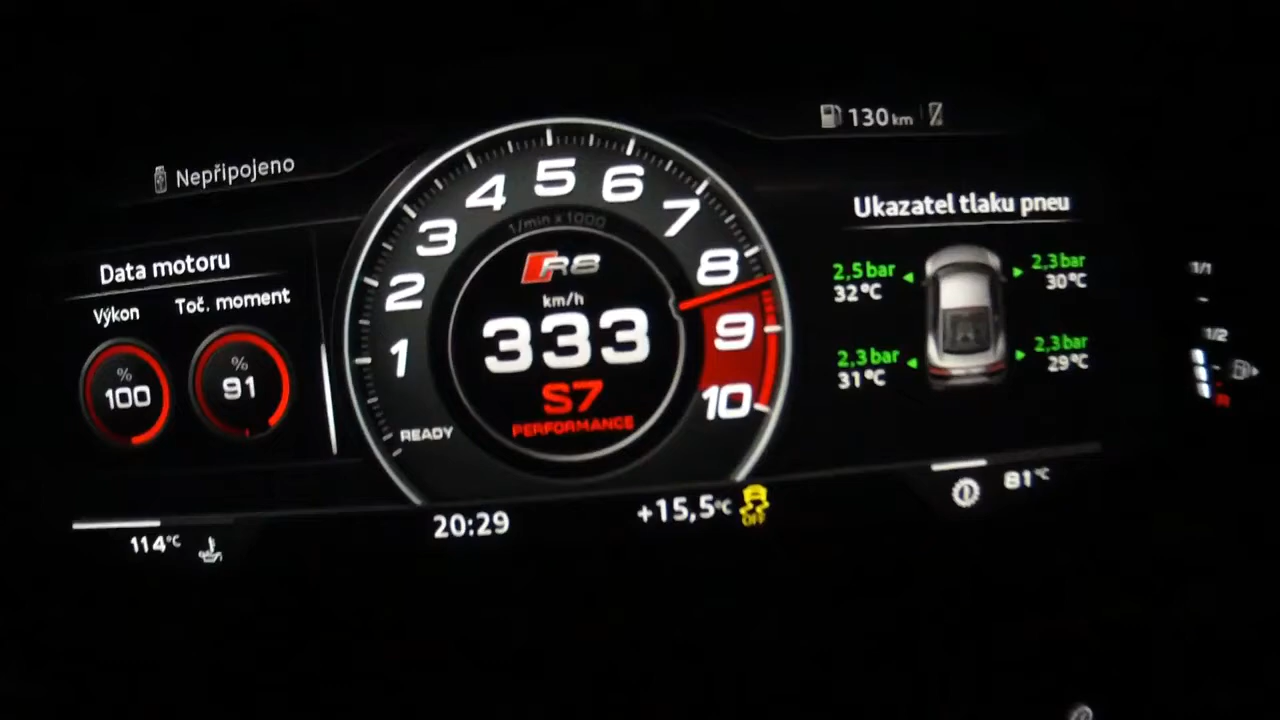 130 km
Nepřipojeno
Data motoru
Výkon
Toč. moment
%
100
%
91
1
2
3
4
5
6
7
8
9
10
1/min x 1000
R8
km/h
333
S7
PERFORMANCE
READY
Ukazatel tlaku pneu
2,5 bar
32 °C
2,3 bar
30 °C
2,3 bar
31 °C
2,3 bar
29 °C
1/1
1/2
R
114 °C
20:29
+15,5 °C
OFF
81 °C